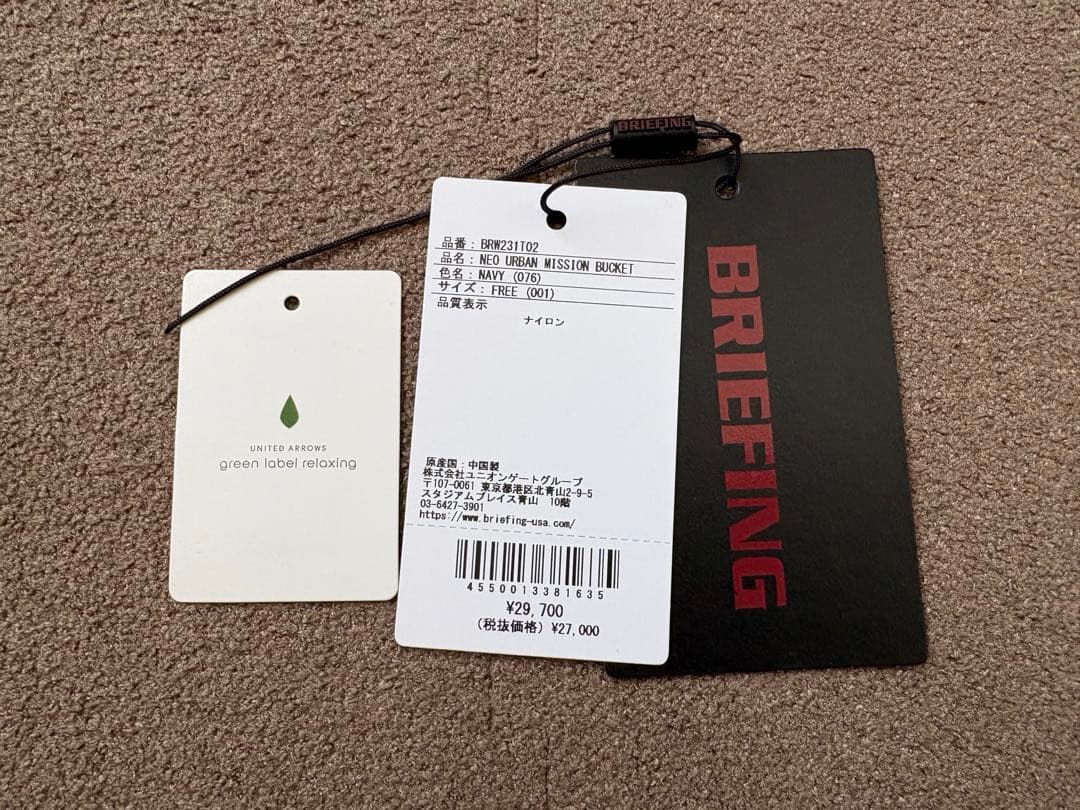 UNITED ARROWS
green label relaxing
品番: BRW231T02
品名: NEO URBAN MISSION BUCKET
色名: NAVY (076)
サイズ: FREE (001)
品質表示
ナイロン
原産国:中国製
株式会社ユニオンゲートグループ
〒107-0061 東京都港区北青山2-9-5
スタジアムプレイス青山 10階
03-6427-3901
https://www.briefing-usa.com/
4550013381635
¥29,700
(税抜価格) ¥27,000
BRIEFING
BRIEFING